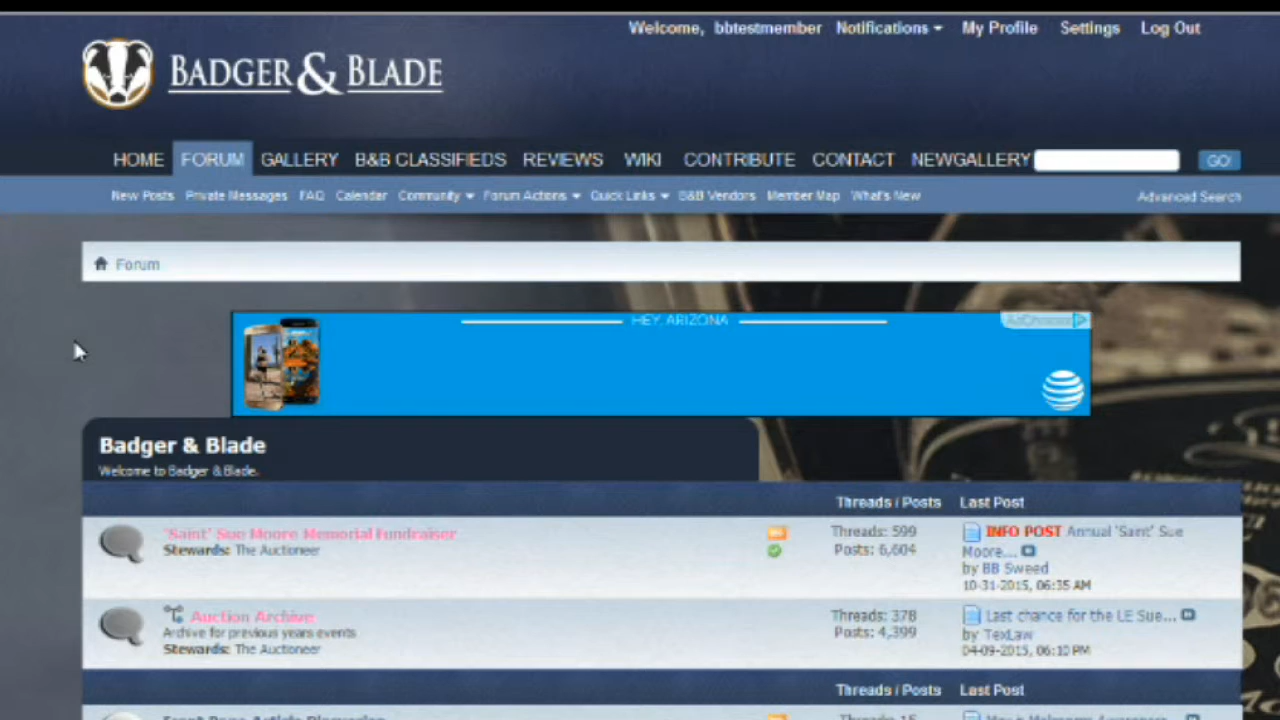 Welcome, bbtestmember Notifications My Profile Settings Log Out
BADGER & BLADE
HOME FORUM GALLERY B&B CLASSIFIEDS REVIEWS WIKI CONTRIBUTE CONTACT NEWGALLERY GO!
New Posts Private Messages FAQ Calendar Community Forum Actions Quick Links B&B Vendors Member Map What's New Advanced Search
Forum
HEY, ARIZONA
AdChoices
Badger & Blade
Welcome to Badger & Blade.
Threads / Posts Last Post
'Saint' Sue Moore Memorial Fundraiser
Stewards: The Auctioneer
Threads: 599
Posts: 6,604
INFO POST Annual 'Saint' Sue
Moore...
by BB Sweed
10-31-2015, 06:35 AM
Auction Archive
Archive for previous years events
Stewards: The Auctioneer
Threads: 378
Posts: 4,399
Last chance for the LE Sue...
by TexLaw
04-09-2015, 06:10 PM
Threads / Posts Last Post